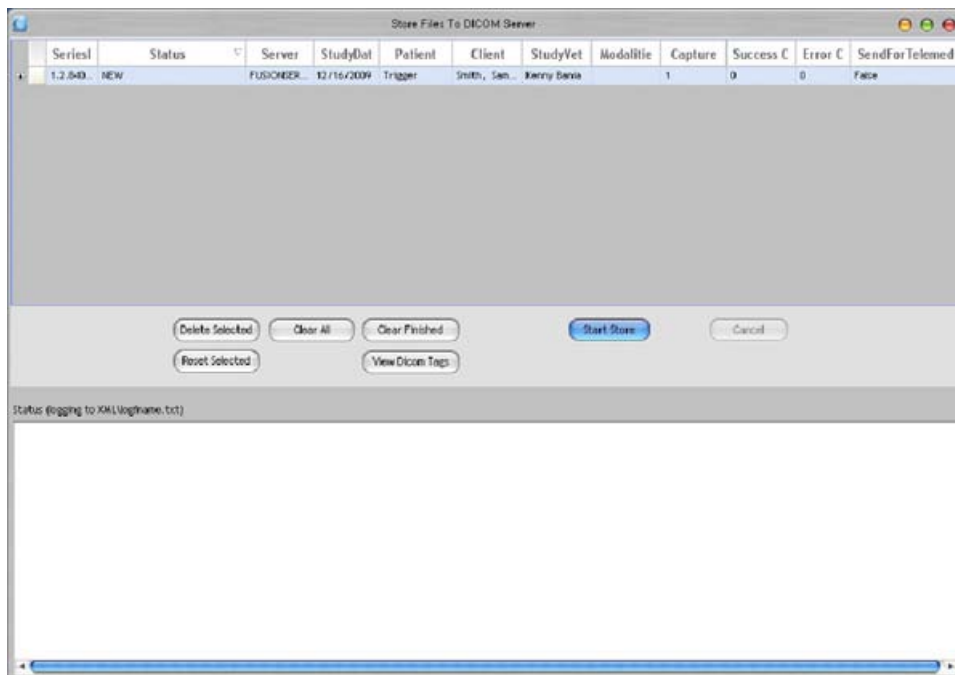 Store Files To DICOM Server
SeriesI Status Server StudyDat Patient Client StudyVet Modalitie Capture Success C Error C SendForTelemed
1.2.840... NEW FUSIONSER... 12/16/2009 Trigger Smith, Sam... Kenny Bania 1 0 0 False
Delete Selected Clear All Clear Finished Start Store Cancel
Reset Selected View Dicom Tags
Status (logging to XML\logfname.txt)